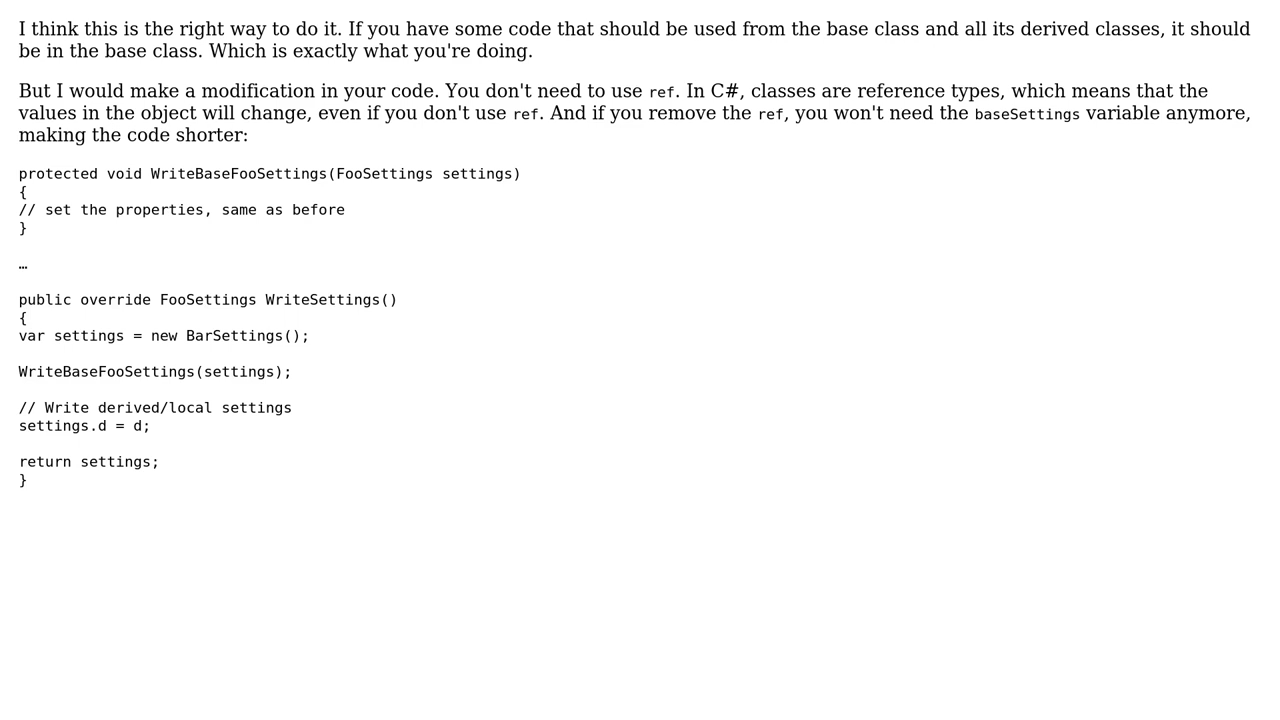 I think this is the right way to do it. If you have some code that should be used from the base class and all its derived classes, it should
be in the base class. Which is exactly what you're doing.
But I would make a modification in your code. You don't need to use ref. In C#, classes are reference types, which means that the
values in the object will change, even if you don't use ref. And if you remove the ref, you won't need the baseSettings variable anymore,
making the code shorter:
protected void WriteBaseFooSettings(FooSettings settings)
{
// set the properties, same as before
}
…
public override FooSettings WriteSettings()
{
var settings = new BarSettings();
WriteBaseFooSettings(settings);
// Write derived/local settings
settings.d = d;
return settings;
}